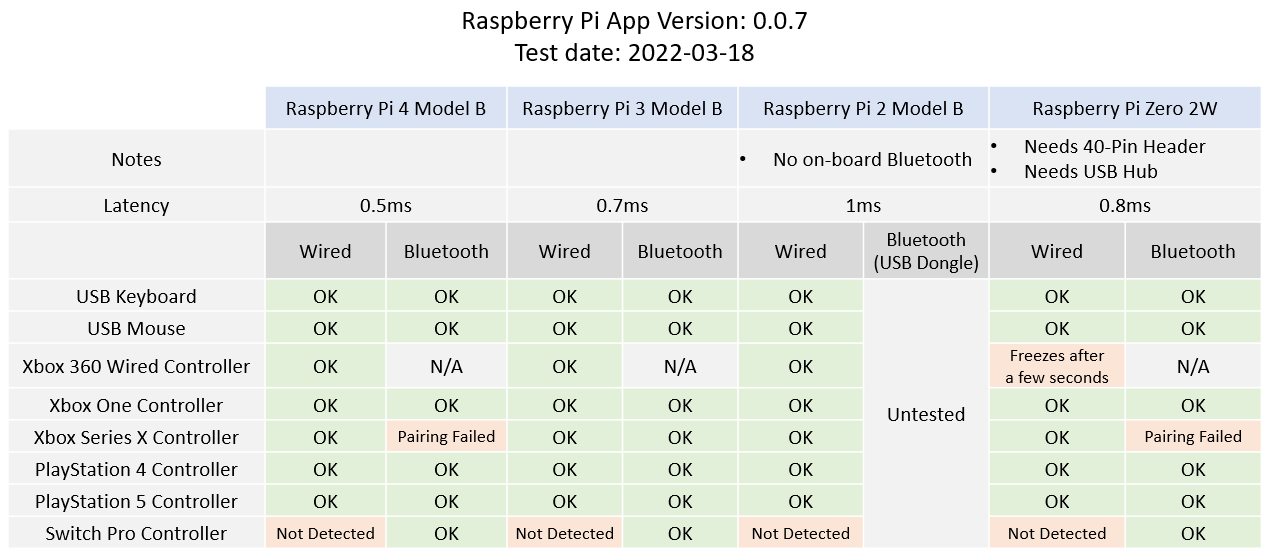 Raspberry Pi App Version: 0.0.7
Test date: 2022-03-18
Raspberry Pi 4 Model B Raspberry Pi 3 Model B Raspberry Pi 2 Model B Raspberry Pi Zero 2W
Notes • No on-board Bluetooth • Needs 40-Pin Header
• Needs USB Hub
Latency 0.5ms 0.7ms 1ms 0.8ms
Wired Bluetooth Wired Bluetooth Wired Bluetooth (USB Dongle) Wired Bluetooth
USB Keyboard OK OK OK OK OK OK OK
USB Mouse OK OK OK OK OK OK OK
Xbox 360 Wired Controller OK N/A OK N/A OK Freezes after a few seconds N/A
Xbox One Controller OK OK OK OK OK Untested OK OK
Xbox Series X Controller OK Pairing Failed OK OK OK OK Pairing Failed
PlayStation 4 Controller OK OK OK OK OK OK OK
PlayStation 5 Controller OK OK OK OK OK OK OK
Switch Pro Controller Not Detected OK Not Detected OK Not Detected Not Detected OK